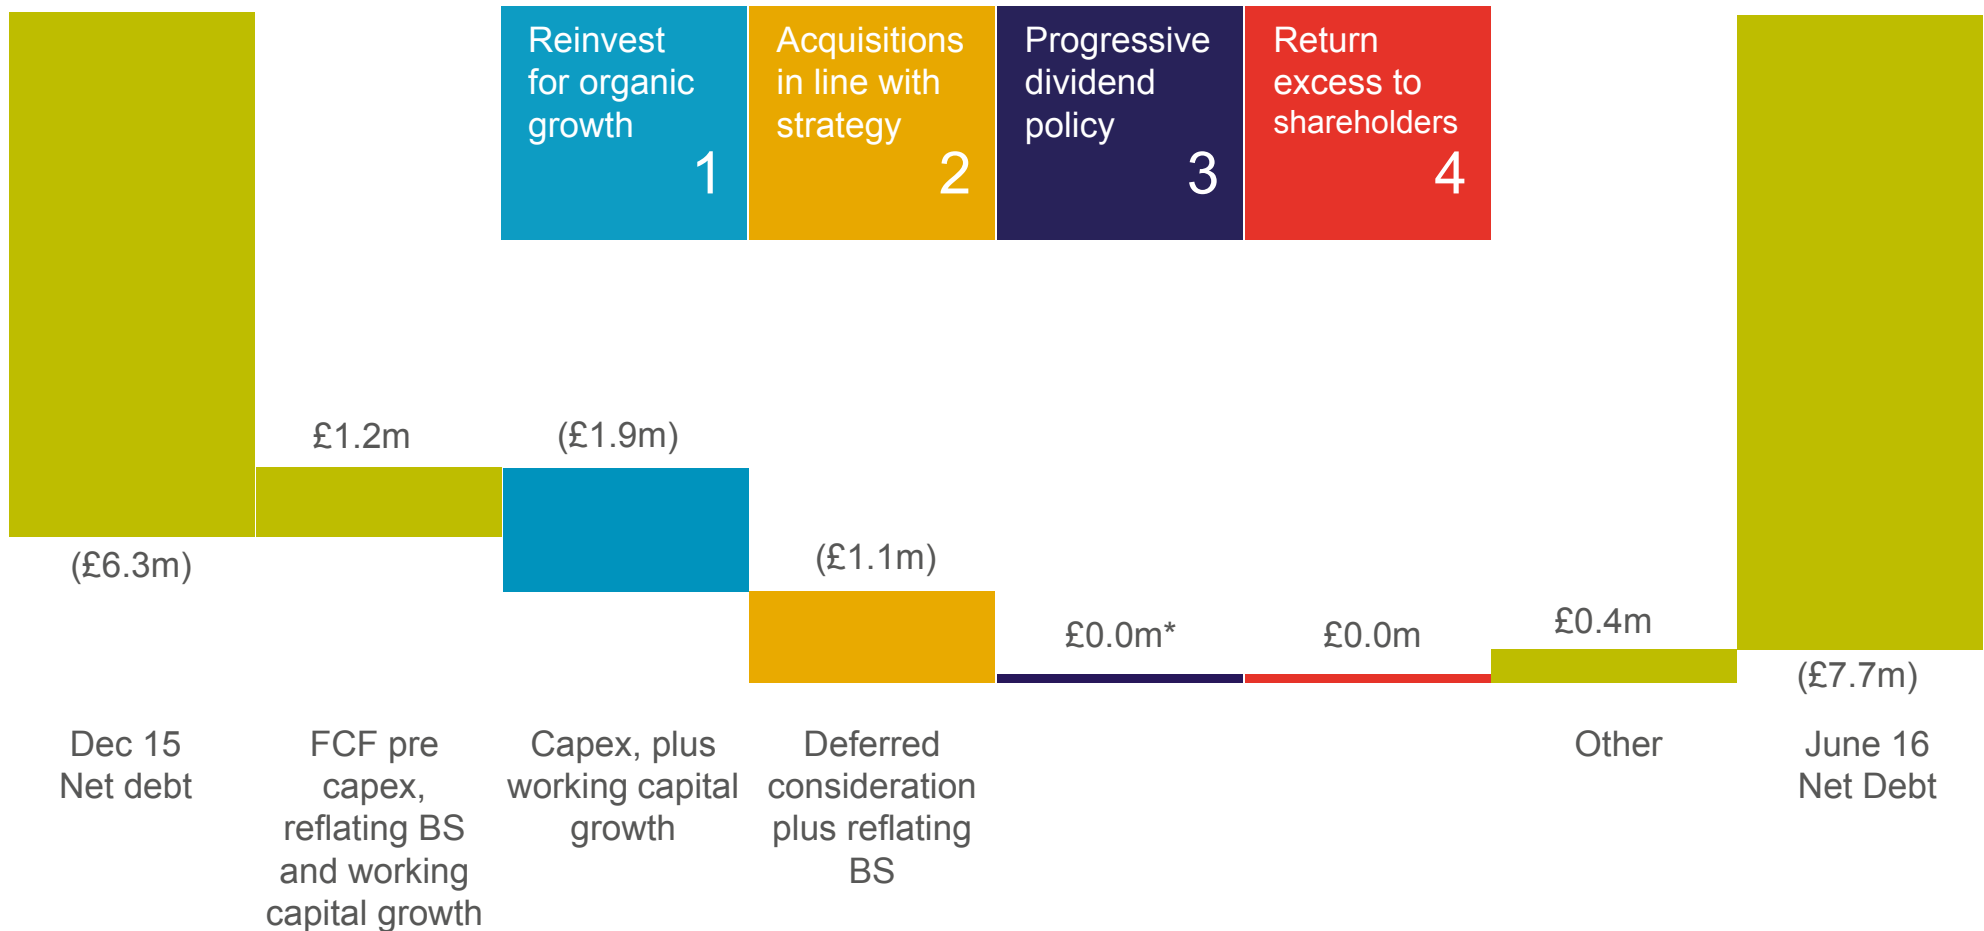 Reinvest
for organic
growth
1
Acquisitions
in line with
strategy
2
Progressive
dividend
policy
3
Return
excess to
shareholders
4
£1.2m
(£1.9m)
(£6.3m)
(£1.1m)
£0.0m*
£0.0m
£0.4m
(£7.7m)
Dec 15
Net debt
FCF pre
capex,
reflating BS
and working
capital growth
Capex, plus
working capital
growth
Deferred
consideration
plus reflating
BS
Other
June 16
Net Debt